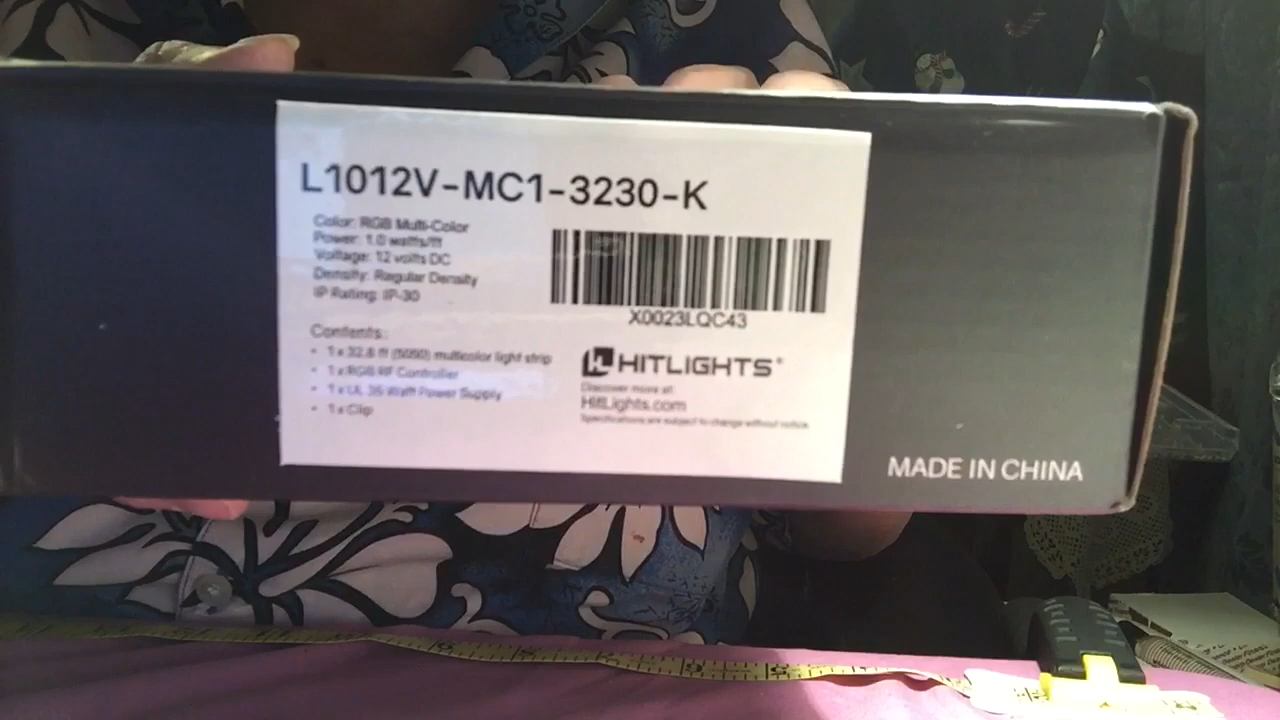 L1012V-MC1-3230-K
Color: RGB Multi-Color
Power: 1.0 watts/ft
Voltage: 12 volts DC
Density: Regular Density
IP Rating: IP-30
X0023LQC43
Contents:
• 1 x 32.8 ft (5050) multicolor light strip
• 1 x RGB RF Controller
• 1 x UL 36 Watt Power Supply
• 1 x Clip
HITLIGHTS
Discover more at:
HitLights.com
Specifications are subject to change without notice.
MADE IN CHINA